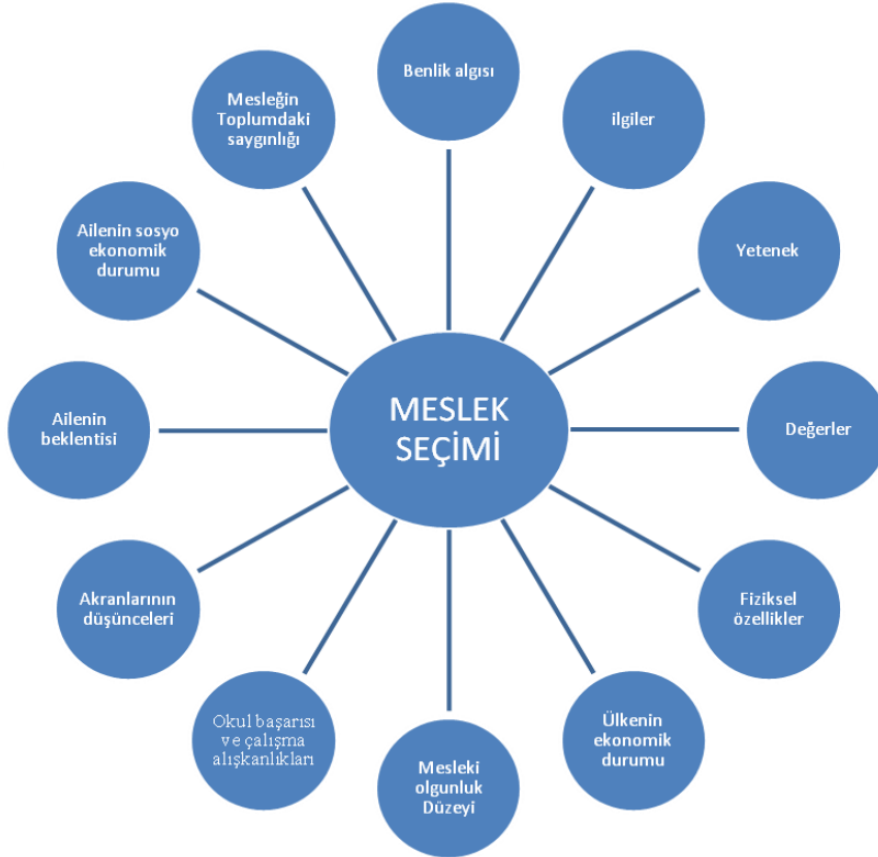 Benlik algısı
ilgiler
Yetenek
Değerler
Fiziksel
özellikler
Ülkenin
ekonomik
durumu
Mesleki
olgunluk
Düzeyi
Okul başarısı
ve çalışma
alışkanlıkları
Akranlarının
düşünceleri
Ailenin
beklentisi
Ailenin sosyo
ekonomik
durumu
Mesleğin
Toplumdaki
saygınlığı
MESLEK
SEÇİMİ